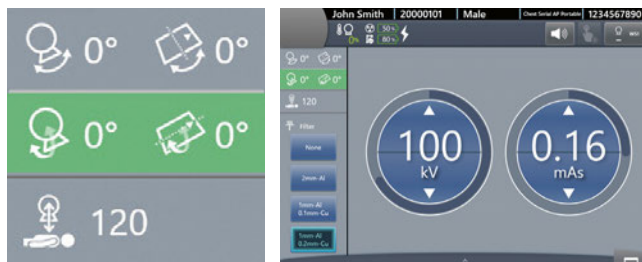 0° 0°
0° 0°
120
John Smith 20000101 Male Chest Serial AP Portable 1234567890
0% 50% 80%
0° 0°
0° 0°
120
Filter
None
2mm-Al
1mm-Al
0.1mm-Cu
1mm-Al
0.2mm-Cu
100
kV
0.16
mAs
WS1